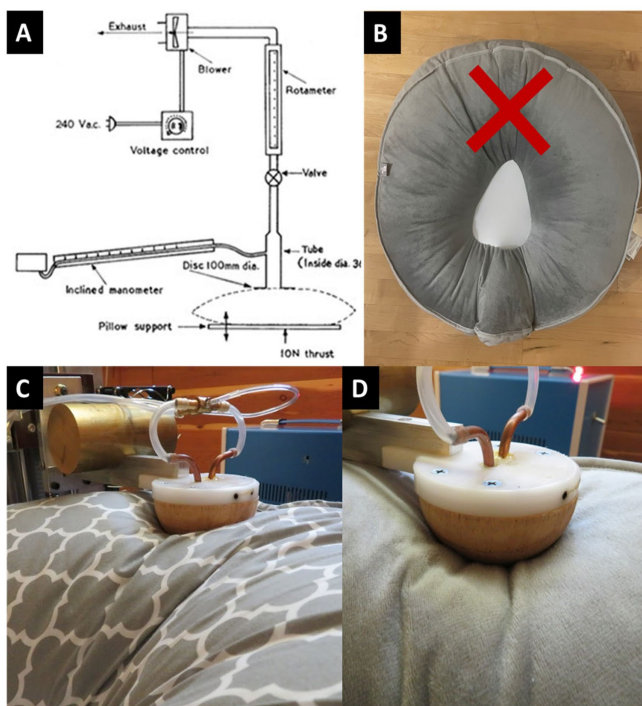 A
Exhaust
Blower
Rotameter
240 V a.c.
Voltage control
Valve
Tube
(Inside dia. 36
Disc 100mm dia.
Inclined manometer
Pillow support
10N thrust
B
C
D